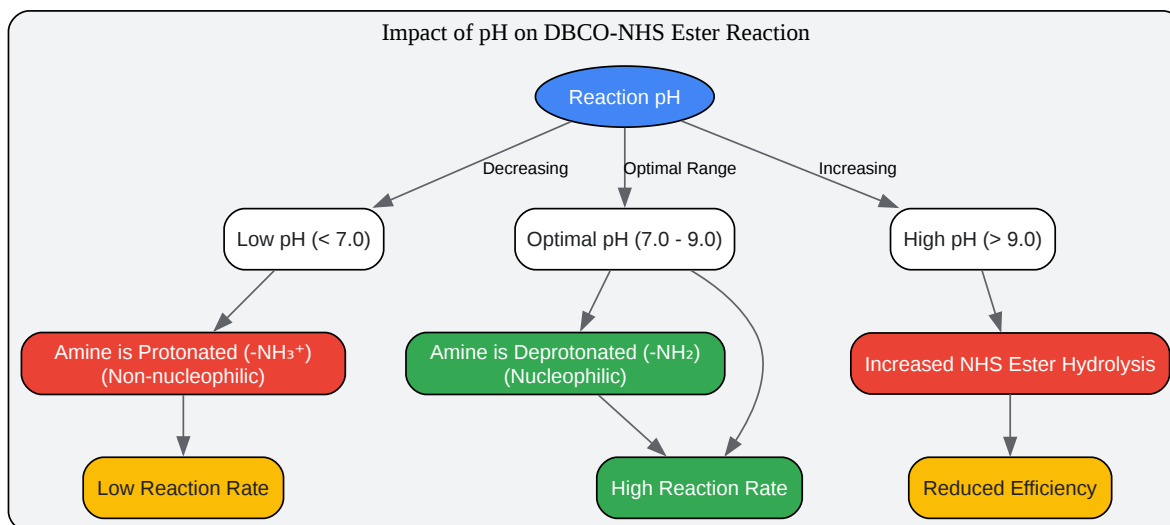 Impact of pH on DBCO-NHS Ester Reaction
Reaction pH
Decreasing
Optimal Range
Increasing
Low pH (< 7.0)
Optimal pH (7.0 - 9.0)
High pH (> 9.0)
Amine is Protonated (-NH₃⁺)
(Non-nucleophilic)
Amine is Deprotonated (-NH₂)
(Nucleophilic)
Increased NHS Ester Hydrolysis
Low Reaction Rate
High Reaction Rate
Reduced Efficiency